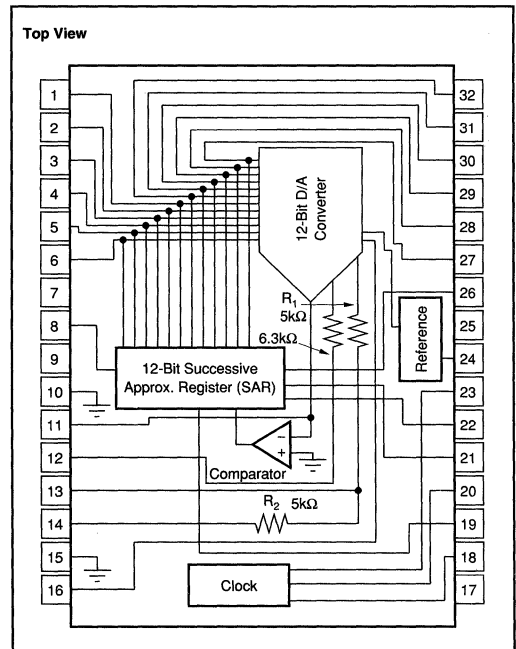 Top View
1
2
3
4
5
6
7
8
9
10
11
12
13
14
15
16
32
31
30
29
28
27
26
25
24
23
22
21
20
19
18
17
12-Bit D/A
Converter
R1
5kΩ
6.3kΩ
Reference
12-Bit Successive
Approx. Register (SAR)
−
+
Comparator
R2 5kΩ
Clock